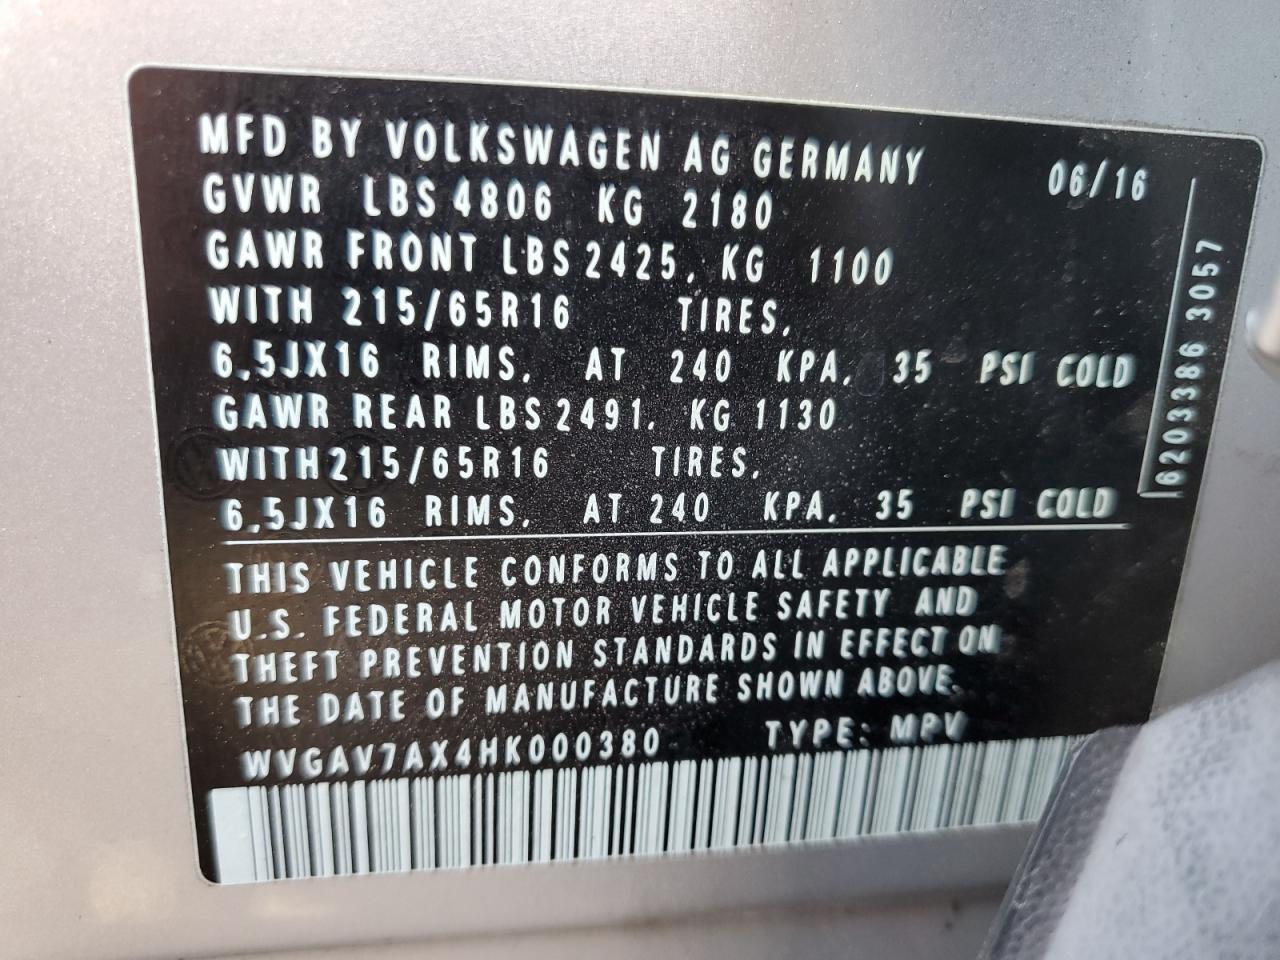 MFD BY VOLKSWAGEN AG GERMANY 06/16
GVWR LBS 4806 KG 2180
GAWR FRONT LBS 2425, KG 1100
WITH 215/65R16 TIRES,
6,5JX16 RIMS, AT 240 KPA, 35 PSI COLD
GAWR REAR LBS 2491, KG 1130
WITH 215/65R16 TIRES,
6,5JX16 RIMS, AT 240 KPA, 35 PSI COLD
THIS VEHICLE CONFORMS TO ALL APPLICABLE
U.S. FEDERAL MOTOR VEHICLE SAFETY AND
THEFT PREVENTION STANDARDS IN EFFECT ON
THE DATE OF MANUFACTURE SHOWN ABOVE.
WVGAV7AX4HK000380 TYPE: MPV
6203386 3057